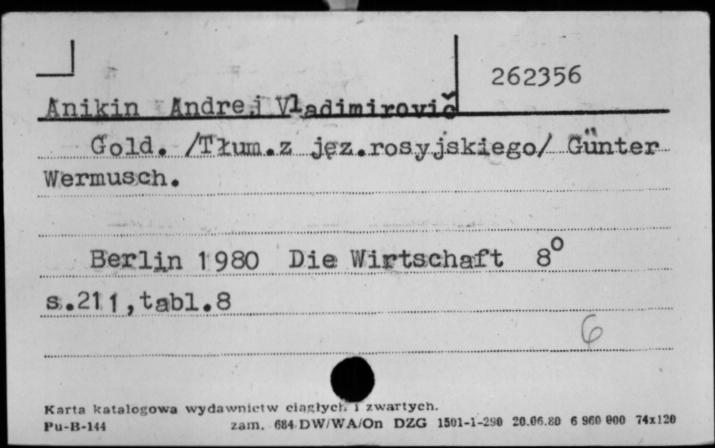 262356
Anikin Andrej Vladimirovič
Gold. /Tłum.z jęz.rosyjskiego/ Günter
Wermusch.
Berlin 1980 Die Wirtschaft 8⁰
s.211,tabl.8
6
Karta katalogowa wydawnictw ciągłych i zwartych.
Pu-B-144 zam. 684 DW/WA/On DZG 1501-1-290 20.06.80 6 960 000 74x120